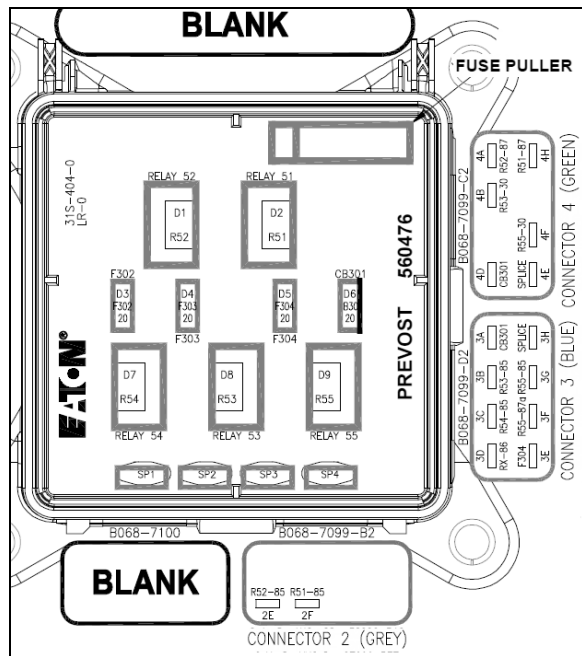 BLANK
FUSE PULLER
31S-404-0
LR-0
RELAY 52
RELAY 51
D1
R52
D2
R51
560476
PREVOST
F302
CB301
D3
F302
20
D4
F303
20
D5
F304
20
D6
B30
20
F303
F304
EATON®
D7
R54
D8
R53
D9
R55
RELAY 54
RELAY 53
RELAY 55
SP1
SP2
SP3
SP4
B068-7099-C2
4A
R52-87
R51-87
4H
4B
R53-30
R55-30
4F
4D
CB301
SPLICE
4E
CONNECTOR 4 (GREEN)
B068-7099-D2
3A
CB301
SPLICE
3H
3B
R53-85
R55-85
3G
3C
R54-85
R55-87a
3F
3D
RX-86
F304
3E
CONNECTOR 3 (BLUE)
B068-7100
B068-7099-B2
BLANK
R52-85
R51-85
2E
2F
CONNECTOR 2 (GREY)